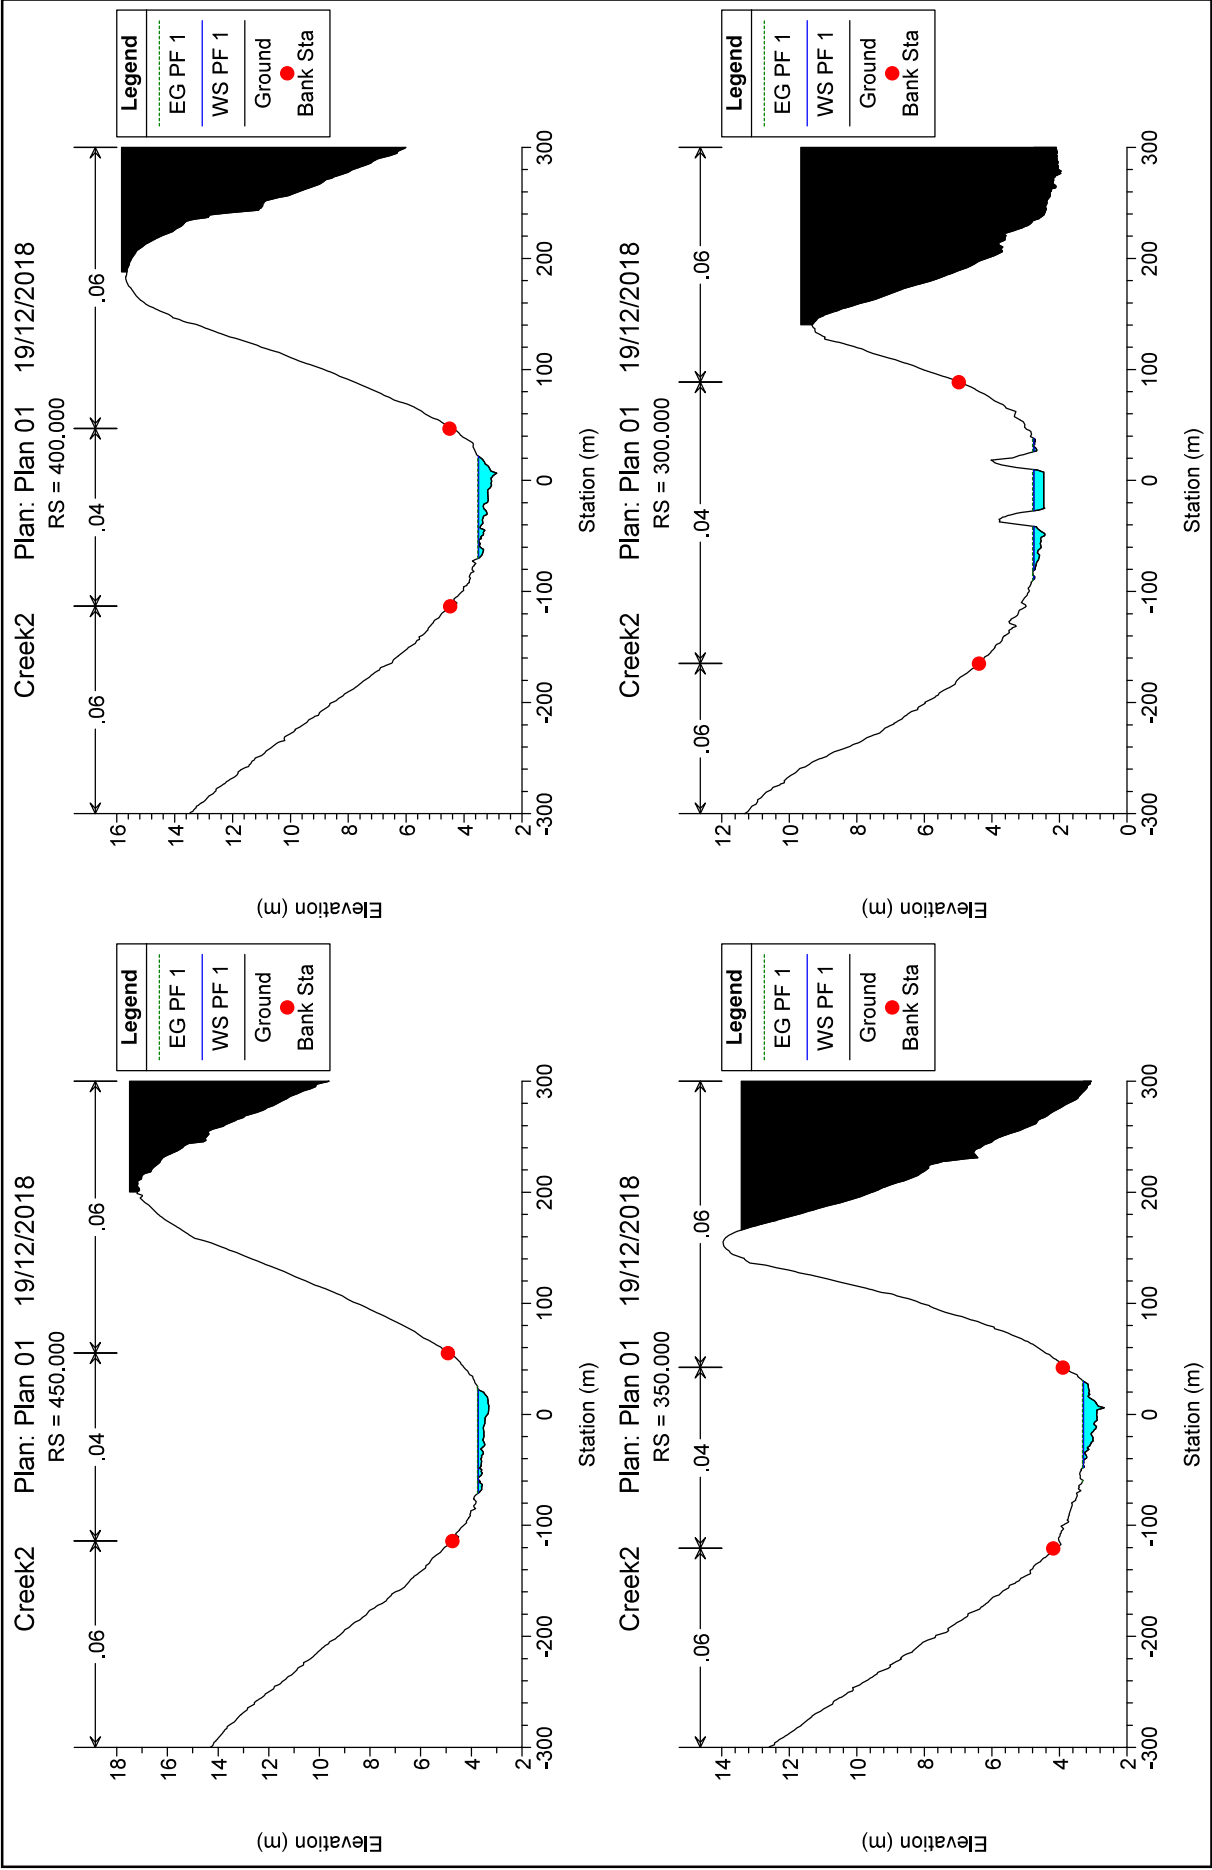 Creek2 Plan: Plan 01 19/12/2018
RS = 450.000
.06
.04
.06
Legend
EG PF 1
WS PF 1
Ground
Bank Sta
18
16
14
12
10
8
6
4
2
Elevation (m)
-300
-200
-100
0
100
200
300
Station (m)
Creek2 Plan: Plan 01 19/12/2018
RS = 400.000
.06
.04
.06
Legend
EG PF 1
WS PF 1
Ground
Bank Sta
16
14
12
10
8
6
4
2
Elevation (m)
-300
-200
-100
0
100
200
300
Station (m)
Creek2 Plan: Plan 01 19/12/2018
RS = 350.000
.06
.04
.06
Legend
EG PF 1
WS PF 1
Ground
Bank Sta
14
12
10
8
6
4
2
Elevation (m)
-300
-200
-100
0
100
200
300
Station (m)
Creek2 Plan: Plan 01 19/12/2018
RS = 300.000
.06
.04
.06
Legend
EG PF 1
WS PF 1
Ground
Bank Sta
12
10
8
6
4
2
0
Elevation (m)
-300
-200
-100
0
100
200
300
Station (m)